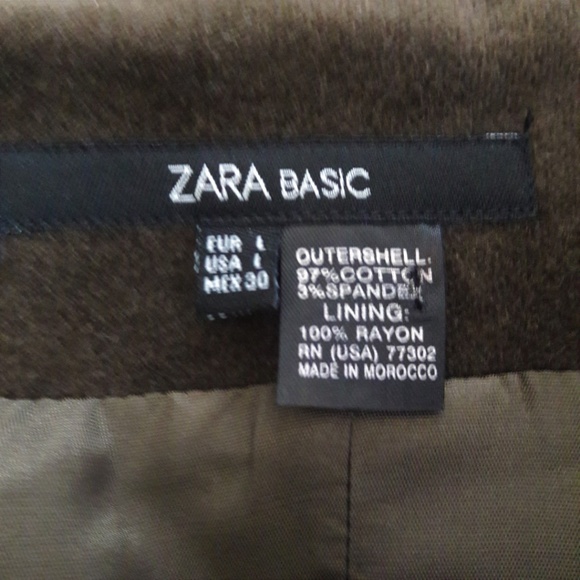 ZARA BASIC
EUR L
USA L
MEX 30
OUTERSHELL:
97% COTTON
3% SPANDEX
LINING:
100% RAYON
RN (USA) 77302
MADE IN MOROCCO